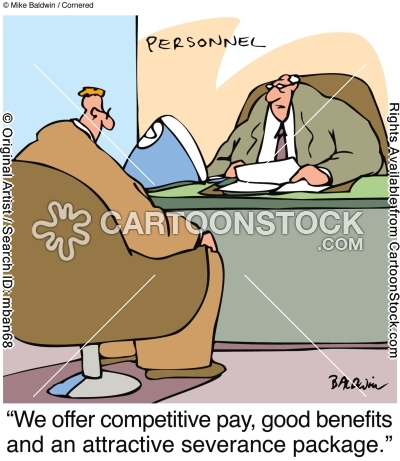 © Mike Baldwin / Cornered
PERSONNEL
© Original Artist / Search ID: mban68
Rights Available from CartoonStock.com
CARTOONSTOCK
.COM
BALDWIN
“We offer competitive pay, good benefits
and an attractive severance package.”